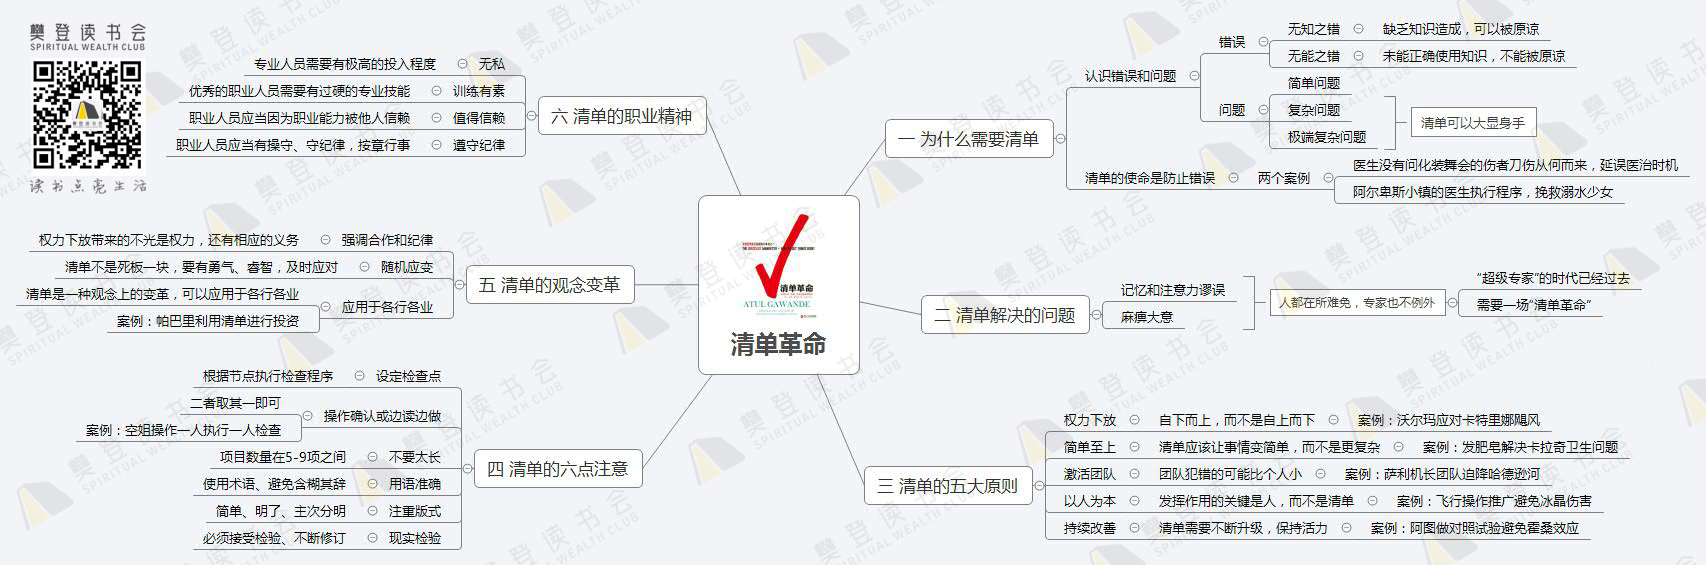 樊登读书会
SPIRITUAL WEALTH CLUB
读书点亮生活
清单革命
ATUL GAWANDE
清单革命
一 为什么需要清单
认识错误和问题
错误
无知之错
缺乏知识造成，可以被原谅
无能之错
未能正确使用知识，不能被原谅
问题
简单问题
复杂问题
极端复杂问题
清单可以大显身手
清单的使命是防止错误
两个案例
医生没有问化装舞会的伤者刀伤从何而来，延误医治时机
阿尔卑斯小镇的医生执行程序，挽救溺水少女
二 清单解决的问题
记忆和注意力谬误
麻痹大意
人都在所难免，专家也不例外
“超级专家”的时代已经过去
需要一场“清单革命”
三 清单的五大原则
权力下放
自下而上，而不是自上而下
案例：沃尔玛应对卡特里娜飓风
简单至上
清单应该让事情变简单，而不是更复杂
案例：发肥皂解决卡拉奇卫生问题
激活团队
团队犯错的可能比个人小
案例：萨利机长团队迫降哈德逊河
以人为本
发挥作用的关键是人，而不是清单
案例：飞行操作推广避免冰晶伤害
持续改善
清单需要不断升级，保持活力
案例：阿图做对照试验避免霍桑效应
四 清单的六点注意
设定检查点
根据节点执行检查程序
操作确认或边读边做
二者取其一即可
案例：空姐操作一人执行一人检查
不要太长
项目数量在5-9项之间
用语准确
使用术语、避免含糊其辞
注重版式
简单、明了、主次分明
现实检验
必须接受检验、不断修订
五 清单的观念变革
强调合作和纪律
权力下放带来的不光是权力，还有相应的义务
随机应变
清单不是死板一块，要有勇气、睿智，及时应对
应用于各行各业
清单是一种观念上的变革，可以应用于各行各业
案例：帕巴里利用清单进行投资
六 清单的职业精神
无私
专业人员需要有极高的投入程度
训练有素
优秀的职业人员需要有过硬的专业技能
值得信赖
职业人员应当因为职业能力被他人信赖
遵守纪律
职业人员应当有操守、守纪律，按章行事